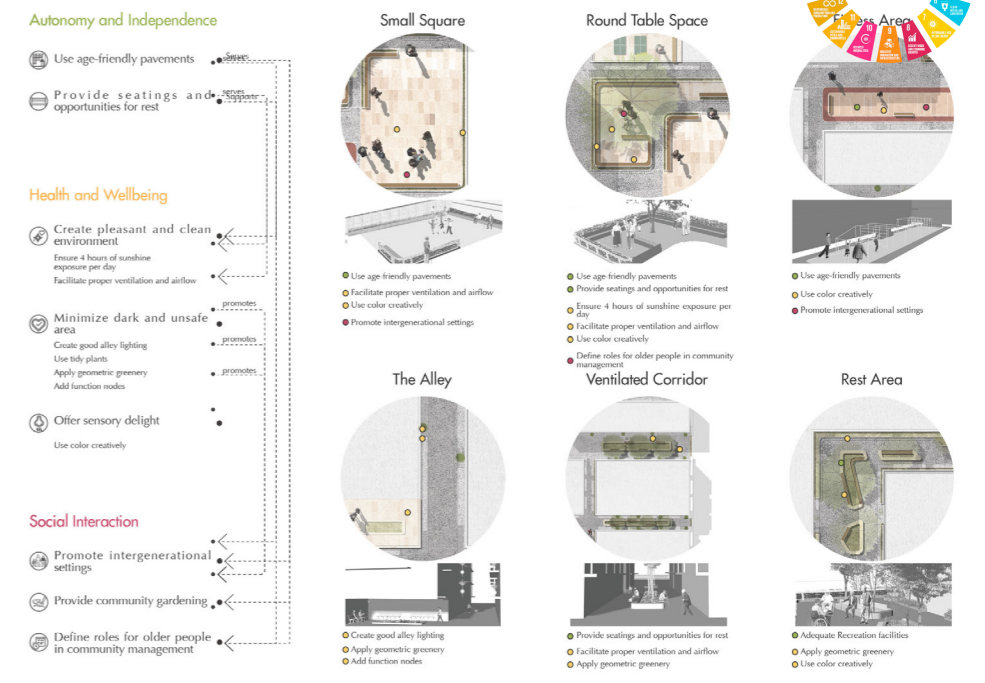 Autonomy and Independence
Use age-friendly pavements
Serves
Provide seatings and
opportunities for rest
serves
Supports
Health and Wellbeing
Create pleasant and clean
environment
Ensure 4 hours of sunshine
exposure per day
Facilitate proper ventilation and airflow
promotes
Minimize dark and unsafe
area
promotes
Create good alley lighting
Use tidy plants
promotes
Apply geometric greenery
Add function nodes
Offer sensory delight
Use color creatively
Social Interaction
Promote intergenerational
settings
Provide community gardening
Define roles for older people
in community management
Small Square
Use age-friendly pavements
Facilitate proper ventilation and airflow
Use color creatively
Promote intergenerational settings
Round Table Space
Use age-friendly pavements
Provide seatings and opportunities for rest
Ensure 4 hours of sunshine exposure per
day
Facilitate proper ventilation and airflow
Use color creatively
Define roles for older people in community
management
Area
10
8
Use age-friendly pavements
Use color creatively
Promote intergenerational settings
The Alley
Create good alley lighting
Apply geometric greenery
Add function nodes
Ventilated Corridor
Provide seatings and opportunities for rest
Facilitate proper ventilation and airflow
Apply geometric greenery
Rest Area
Adequate Recreation facilities
Apply geometric greenery
Use color creatively